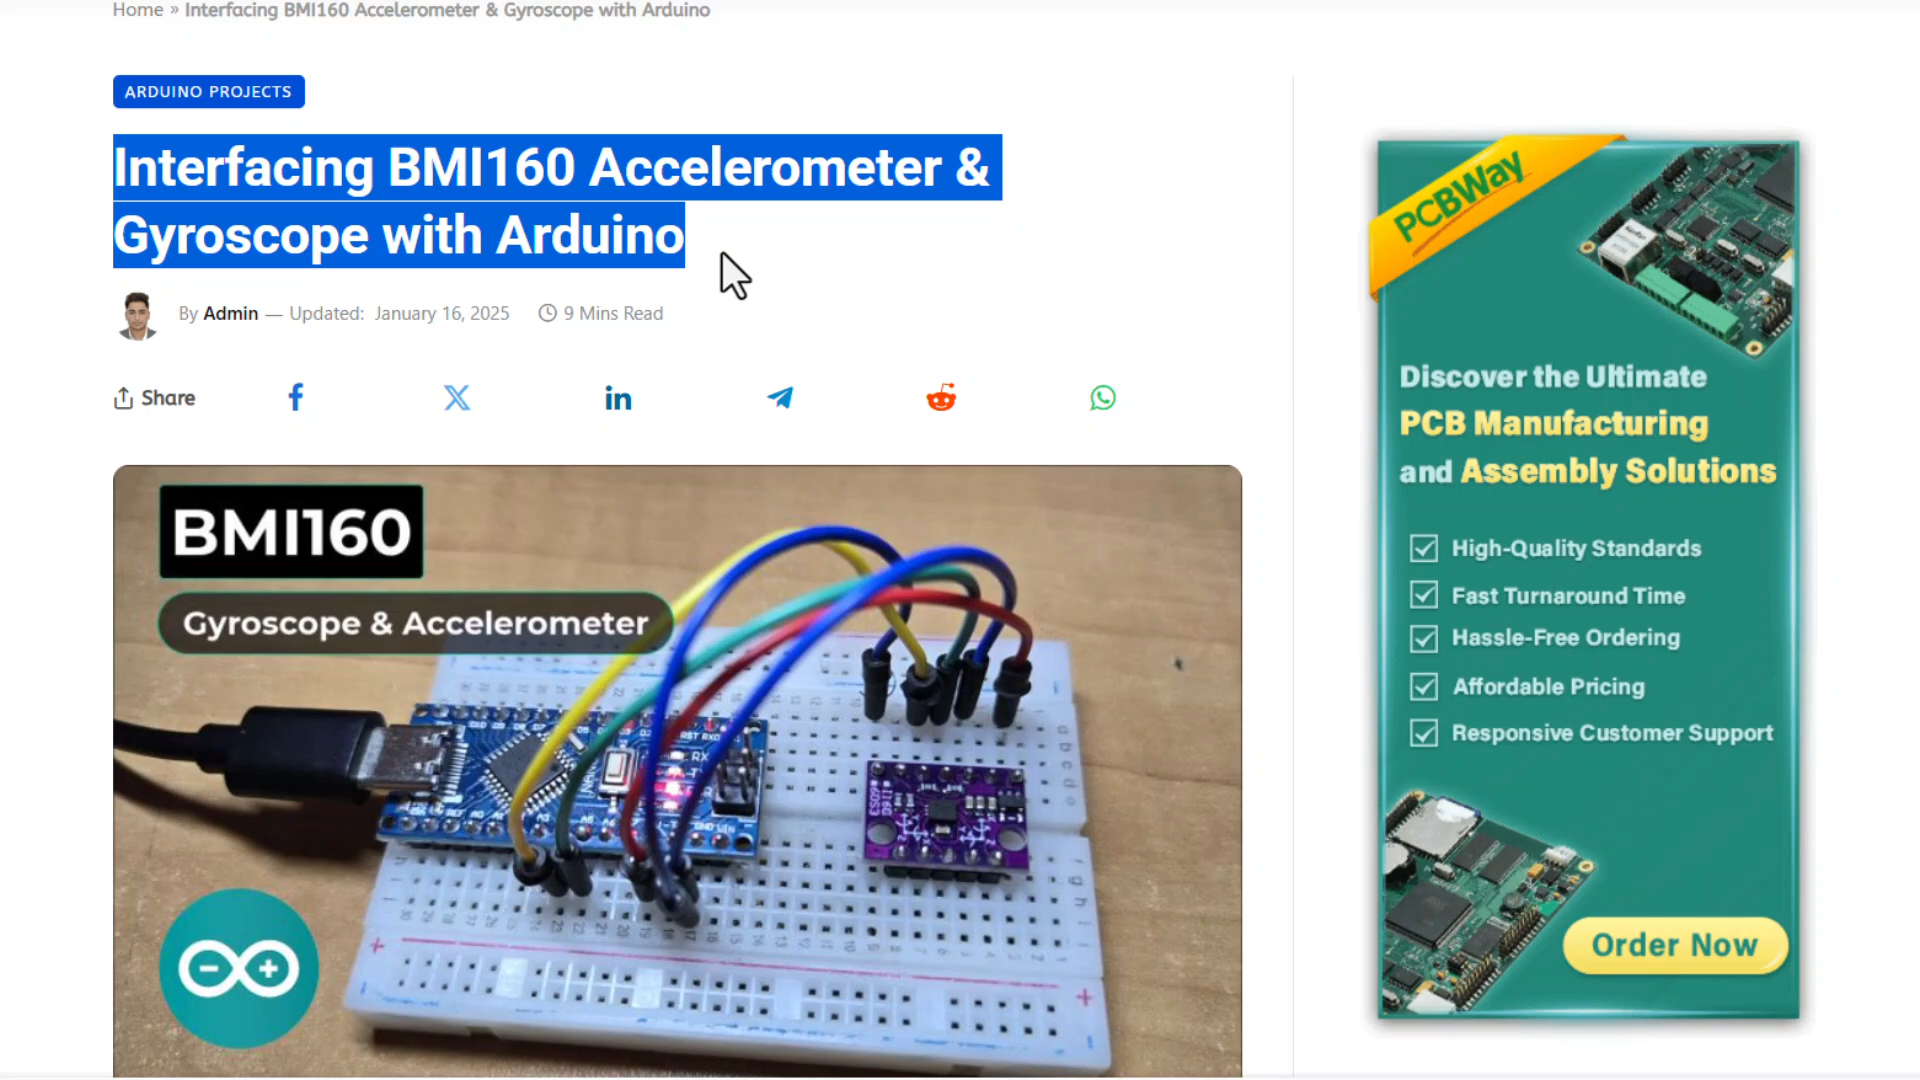 Home » Interfacing BMI160 Accelerometer & Gyroscope with Arduino
ARDUINO PROJECTS
Interfacing BMI160 Accelerometer &
Gyroscope with Arduino
By Admin — Updated: January 16, 2025 9 Mins Read
Share
BMI160
Gyroscope & Accelerometer
PCBWay
Discover the Ultimate
PCB Manufacturing
and Assembly Solutions
High-Quality Standards
Fast Turnaround Time
Hassle-Free Ordering
Affordable Pricing
Responsive Customer Support
Order Now